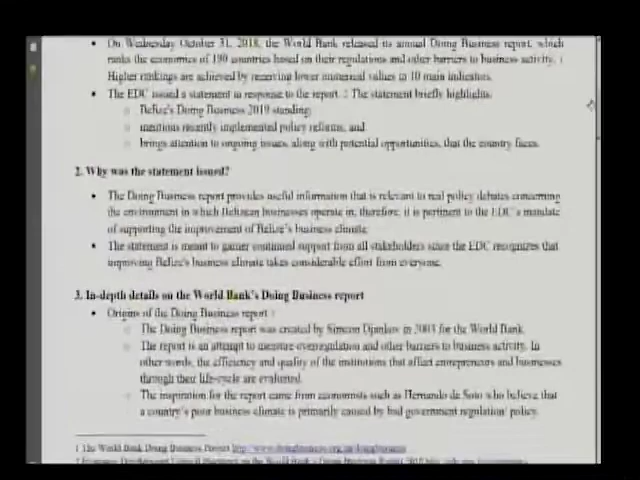 • On Wednesday October 31, 2018, the World Bank released its annual Doing Business report, which
ranks the economies of 190 countries based on their regulations and other barriers to business activity. 1
Higher rankings are achieved by receiving lower numerical values in 10 main indicators.
• The EDC issued a statement in response to the report. 2 The statement briefly highlights:
○ Belize's Doing Business 2019 standing;
○ mentions recently implemented policy reforms; and
○ brings attention to ongoing issues, along with potential opportunities, that the country faces.
2. Why was the statement issued?
• The Doing Business report provides useful information that is relevant to real policy debates concerning
the environment in which Belizean businesses operate in, therefore, it is pertinent to the EDC's mandate
of supporting the improvement of Belize's business climate.
• The statement is meant to garner continued support from all stakeholders since the EDC recognizes that
improving Belize's business climate takes considerable effort from everyone.
3. In-depth details on the World Bank's Doing Business report
• Origins of the Doing Business report :
○ The Doing Business report was created by Simeon Djankov in 2003 for the World Bank.
○ The report is an attempt to measure overregulation and other barriers to business activity. In
other words, the efficiency and quality of the institutions that affect entrepreneurs and businesses
through their life-cycle are evaluated.
○ The inspiration for the report came from economists such as Hernando de Soto who believe that
a country's poor business climate is primarily caused by bad government regulation/ policy.
1 The World Bank Doing Business Project